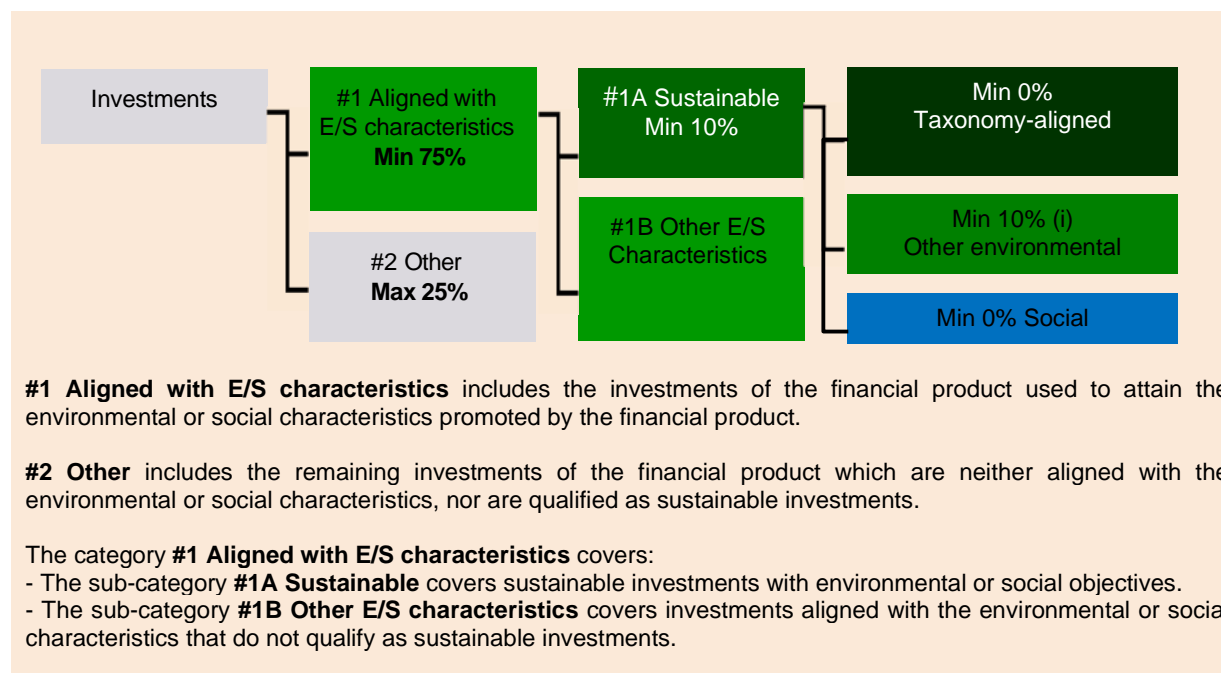 Investments
#1 Aligned with
E/S characteristics
Min 75%
#2 Other
Max 25%
#1A Sustainable
Min 10%
#1B Other E/S
Characteristics
Min 0%
Taxonomy-aligned
Min 10% (i)
Other environmental
Min 0% Social
#1 Aligned with E/S characteristics includes the investments of the financial product used to attain the
environmental or social characteristics promoted by the financial product.
#2 Other includes the remaining investments of the financial product which are neither aligned with the
environmental or social characteristics, nor are qualified as sustainable investments.
The category #1 Aligned with E/S characteristics covers:
- The sub-category #1A Sustainable covers sustainable investments with environmental or social objectives.
- The sub-category #1B Other E/S characteristics covers investments aligned with the environmental or social
characteristics that do not qualify as sustainable investments.